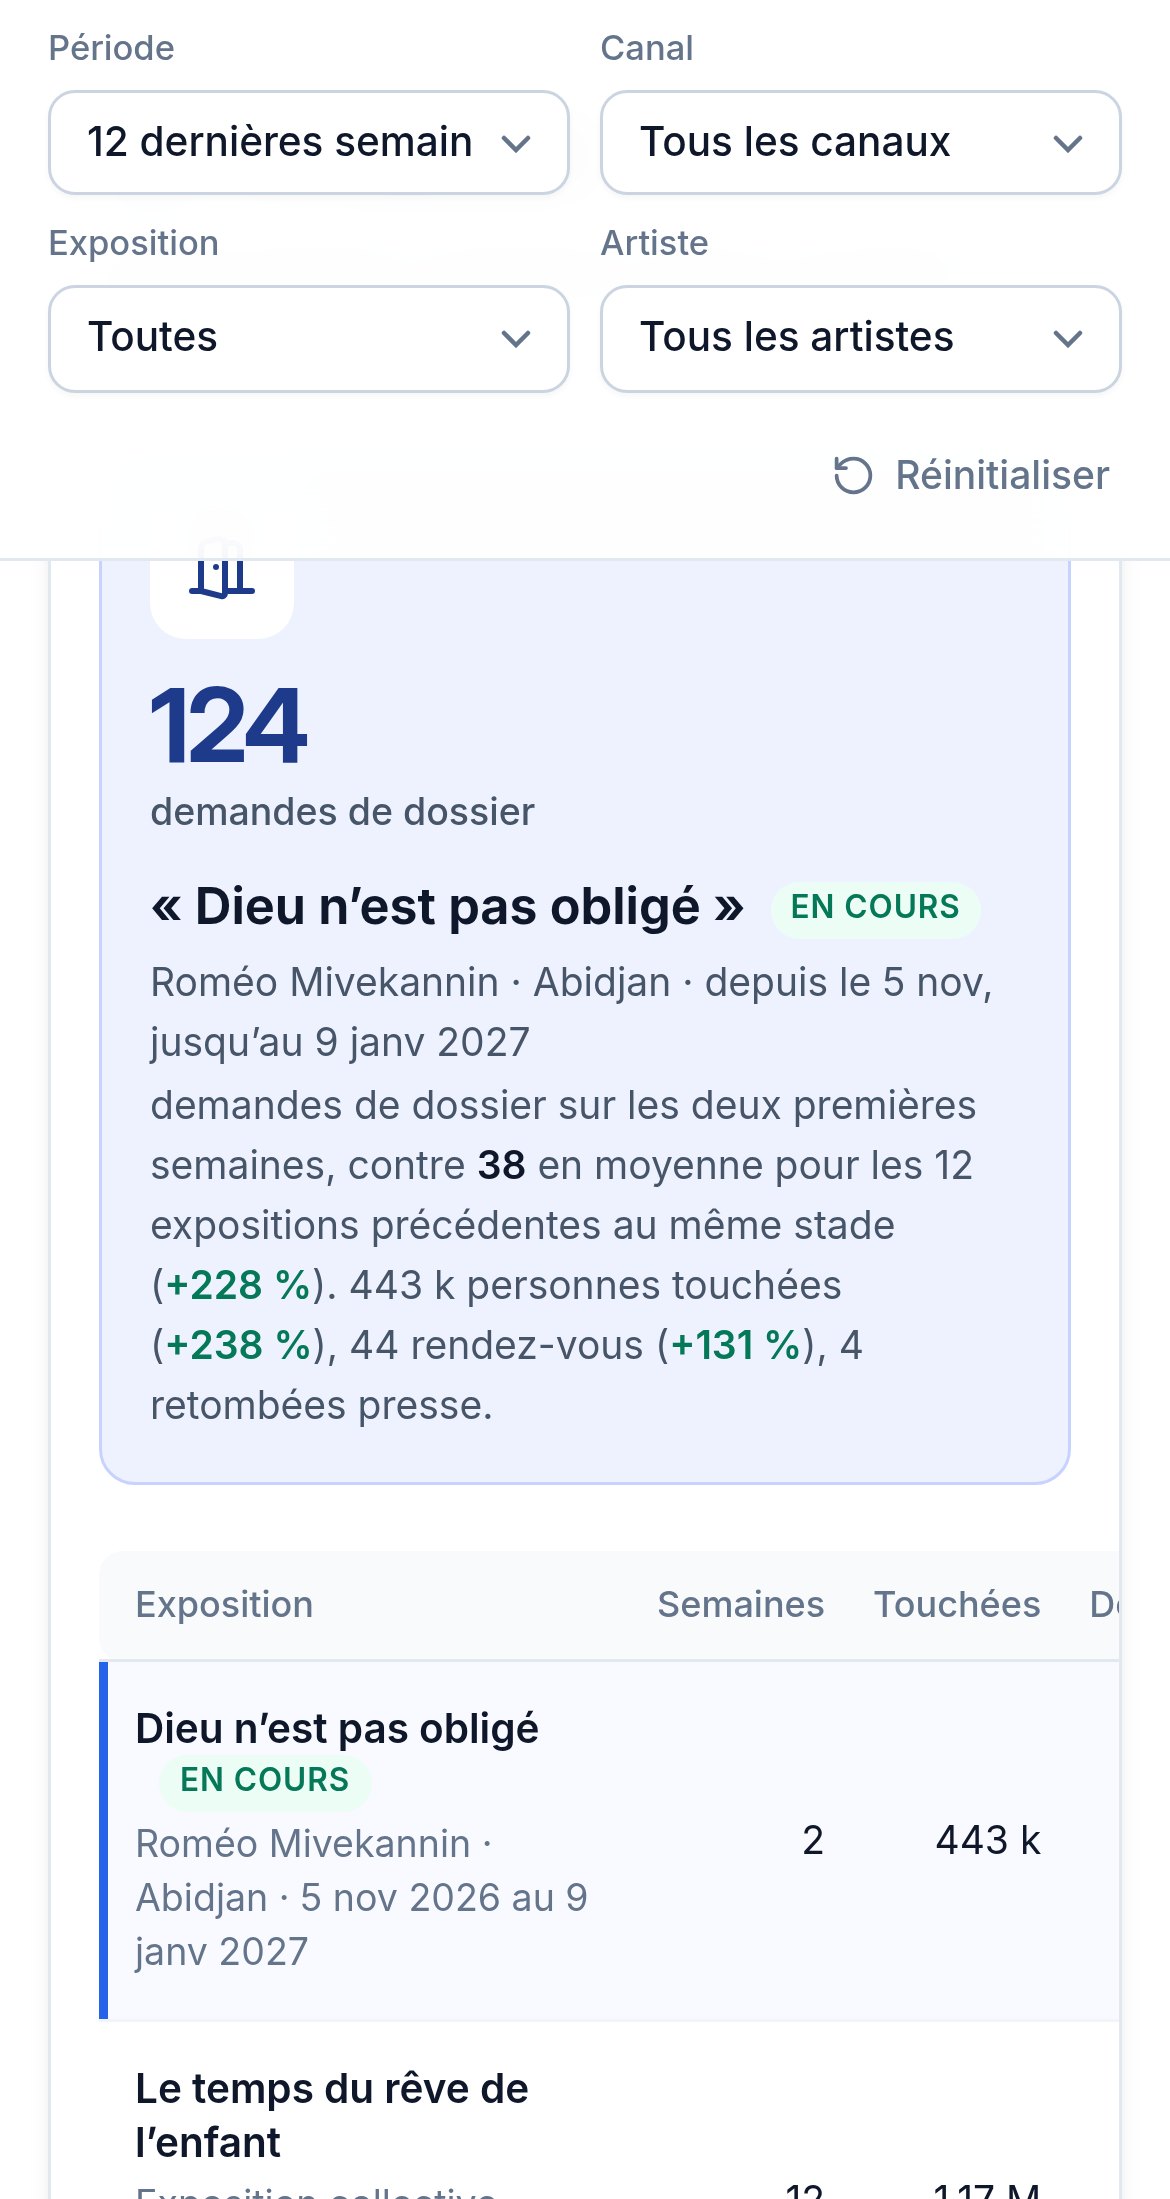 Période
Canal
12 dernières semain
Tous les canaux
Exposition
Artiste
Toutes
Tous les artistes
Réinitialiser
124
demandes de dossier
« Dieu n’est pas obligé » EN COURS
Roméo Mivekannin · Abidjan · depuis le 5 nov,
jusqu’au 9 janv 2027
demandes de dossier sur les deux premières
semaines, contre 38 en moyenne pour les 12
expositions précédentes au même stade
(+228 %). 443 k personnes touchées
(+238 %), 44 rendez-vous (+131 %), 4
retombées presse.
Exposition Semaines Touchées
Dieu n’est pas obligé
EN COURS
Roméo Mivekannin ·
Abidjan · 5 nov 2026 au 9
janv 2027
2 443 k
Le temps du rêve de
l’enfant
Exposition collective
12 1,17 M